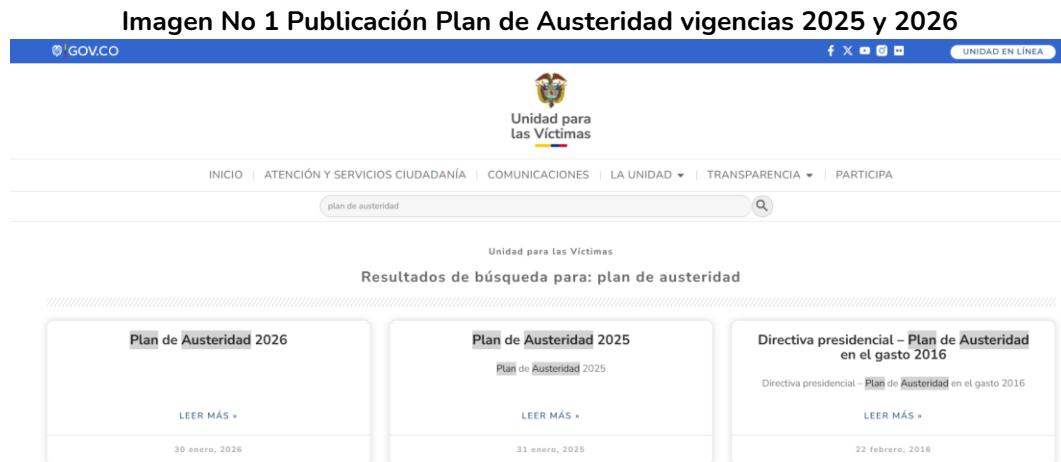 Imagen No 1 Publicación Plan de Austeridad vigencias 2025 y 2026
GOV.CO
UNIDAD EN LÍNEA
Unidad para
las Víctimas
INICIO | ATENCIÓN Y SERVICIOS CIUDADANÍA | COMUNICACIONES | LA UNIDAD | TRANSPARENCIA | PARTICIPA
plan de austeridad
Unidad para las Víctimas
Resultados de búsqueda para: plan de austeridad
Plan de Austeridad 2026
LEER MÁS »
30 enero, 2026
Plan de Austeridad 2025
Plan de Austeridad 2025
LEER MÁS »
31 enero, 2025
Directiva presidencial – Plan de Austeridad
en el gasto 2016
Directiva presidencial – Plan de Austeridad en el gasto 2016
LEER MÁS »
22 febrero, 2016